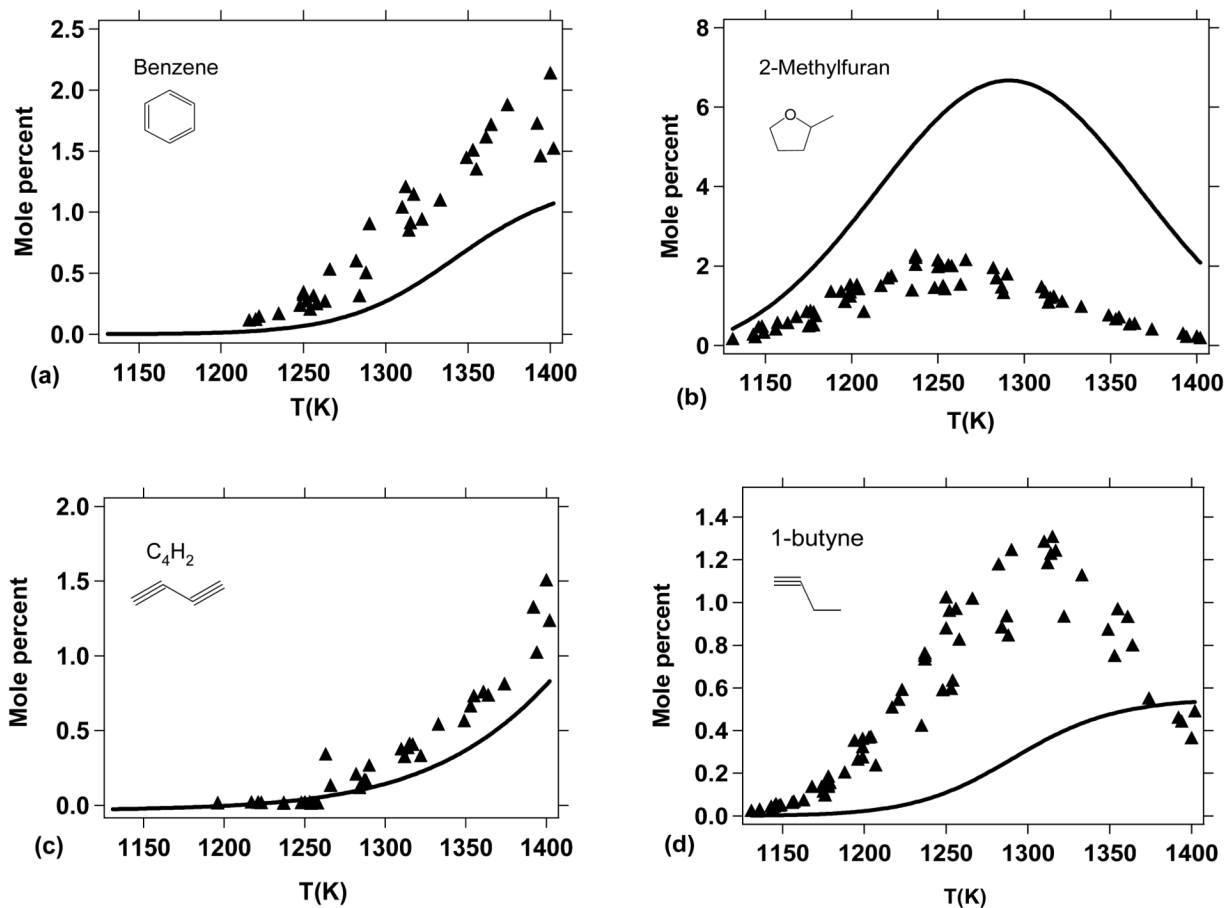 2.5
2.0
1.5
1.0
0.5
0.0
Mole percent
Benzene
1150 1200 1250 1300 1350 1400
T(K)
(a)
8
6
4
2
0
Mole percent
2-Methylfuran
O
1150 1200 1250 1300 1350 1400
T(K)
(b)
2.0
1.5
1.0
0.5
0.0
Mole percent
C₄H₂
1150 1200 1250 1300 1350 1400
T(K)
(c)
1.4
1.2
1.0
0.8
0.6
0.4
0.2
0.0
Mole percent
1-butyne
1150 1200 1250 1300 1350 1400
T(K)
(d)